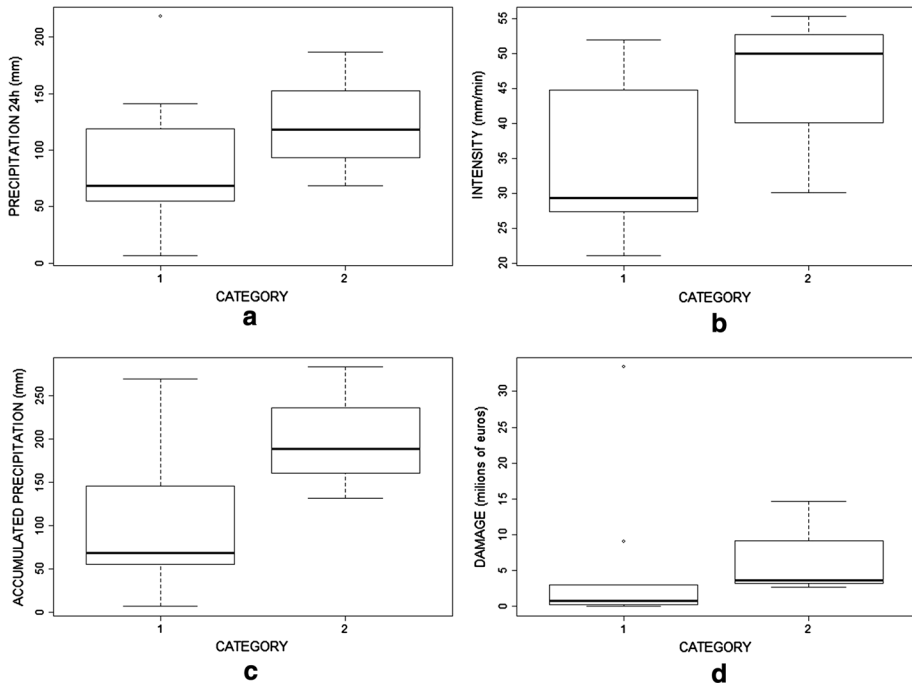 PRECIPITATION 24h (mm)
200
150
100
50
0
1 2
CATEGORY
a
INTENSITY (mm/min)
55
50
45
40
35
30
25
20
1 2
CATEGORY
b
ACCUMULATED PRECIPITATION (mm)
250
200
150
100
50
0
1 2
CATEGORY
c
DAMAGE (milions of euros)
30
25
20
15
10
5
0
1 2
CATEGORY
d